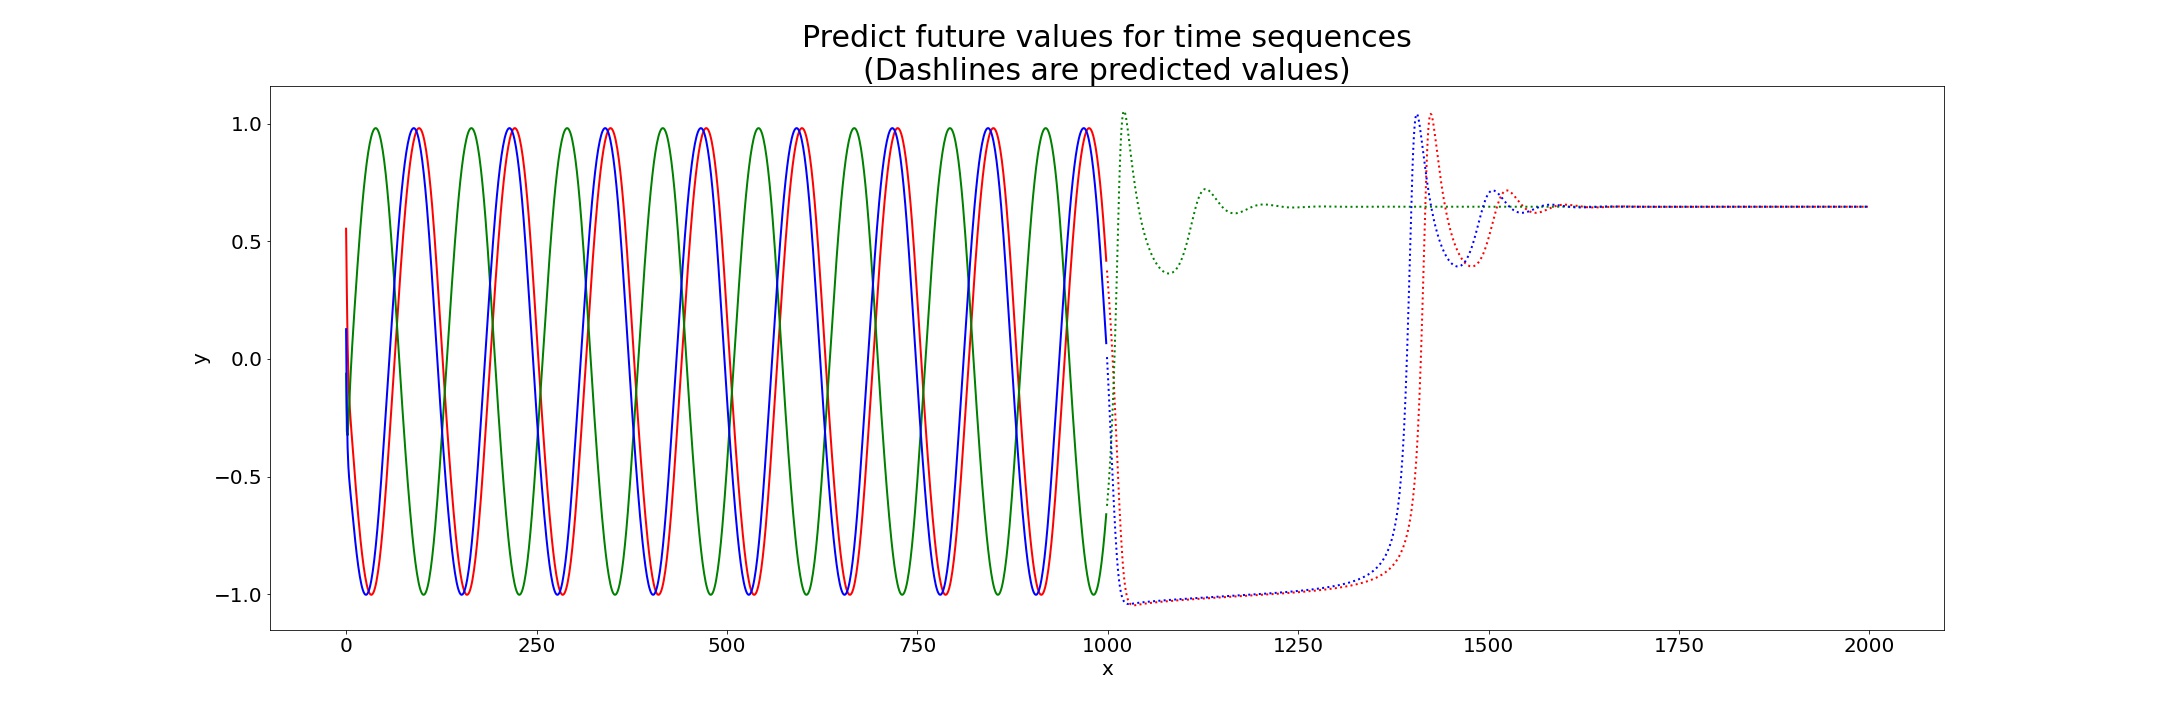 Predict future values for time sequences
(Dashlines are predicted values)
1.0
0.5
0.0
−0.5
−1.0
y
0 250 500 750 1000 1250 1500 1750 2000
x